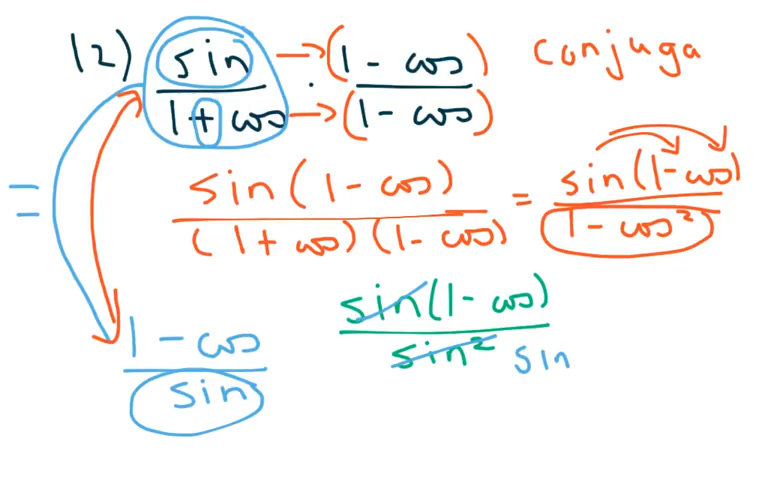 12) sin/(1 + cos) → · (1 - cos)/(1 - cos) conjuga
sin(1 - cos)/((1 + cos)(1 - cos)) = sin(1 - cos)/(1 - cos²)
=
(1 - cos)/sin
sin(1 - cos)/sin² sin